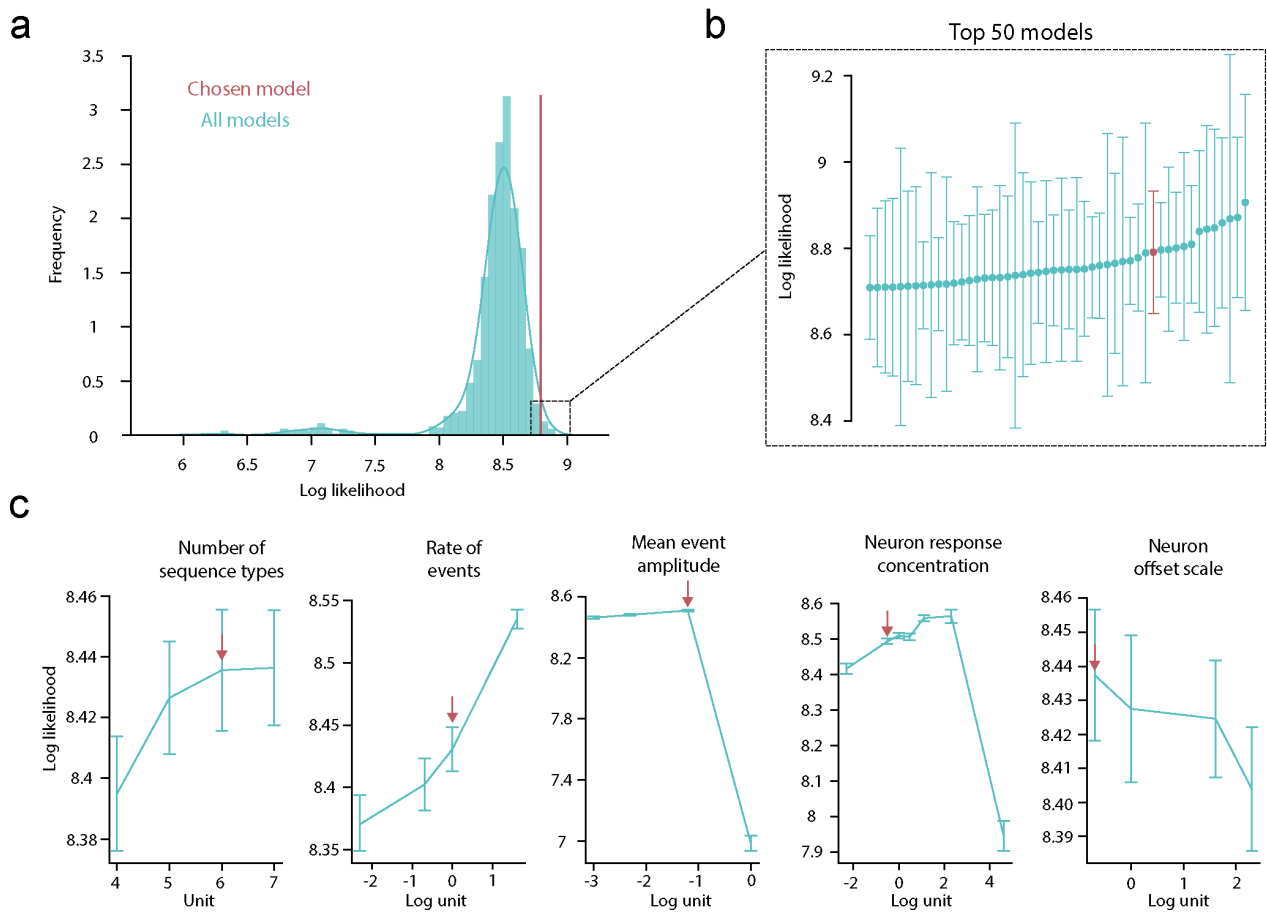 a
3.5
3
2.5
2
1.5
1
0.5
0
Frequency
Chosen model
All models
6 6.5 7 7.5 8 8.5 9
Log likelihood
b
Top 50 models
9.2
9
8.8
8.6
8.4
Log likelihood
c
Number of
sequence types
8.46
8.44
8.42
8.4
8.38
Log likelihood
4 5 6 7
Unit
Rate of
events
8.55
8.5
8.45
8.4
8.35
-2 -1 0 1
Log unit
Mean event
amplitude
8.6
8.2
7.8
7.4
7
-3 -2 -1 0
Log unit
Neuron response
concentration
8.6
8.5
8.4
8.3
8.2
8.1
8
7.9
-2 0 2 4
Log unit
Neuron
offset scale
8.46
8.45
8.44
8.43
8.42
8.41
8.40
8.39
0 1 2
Log unit